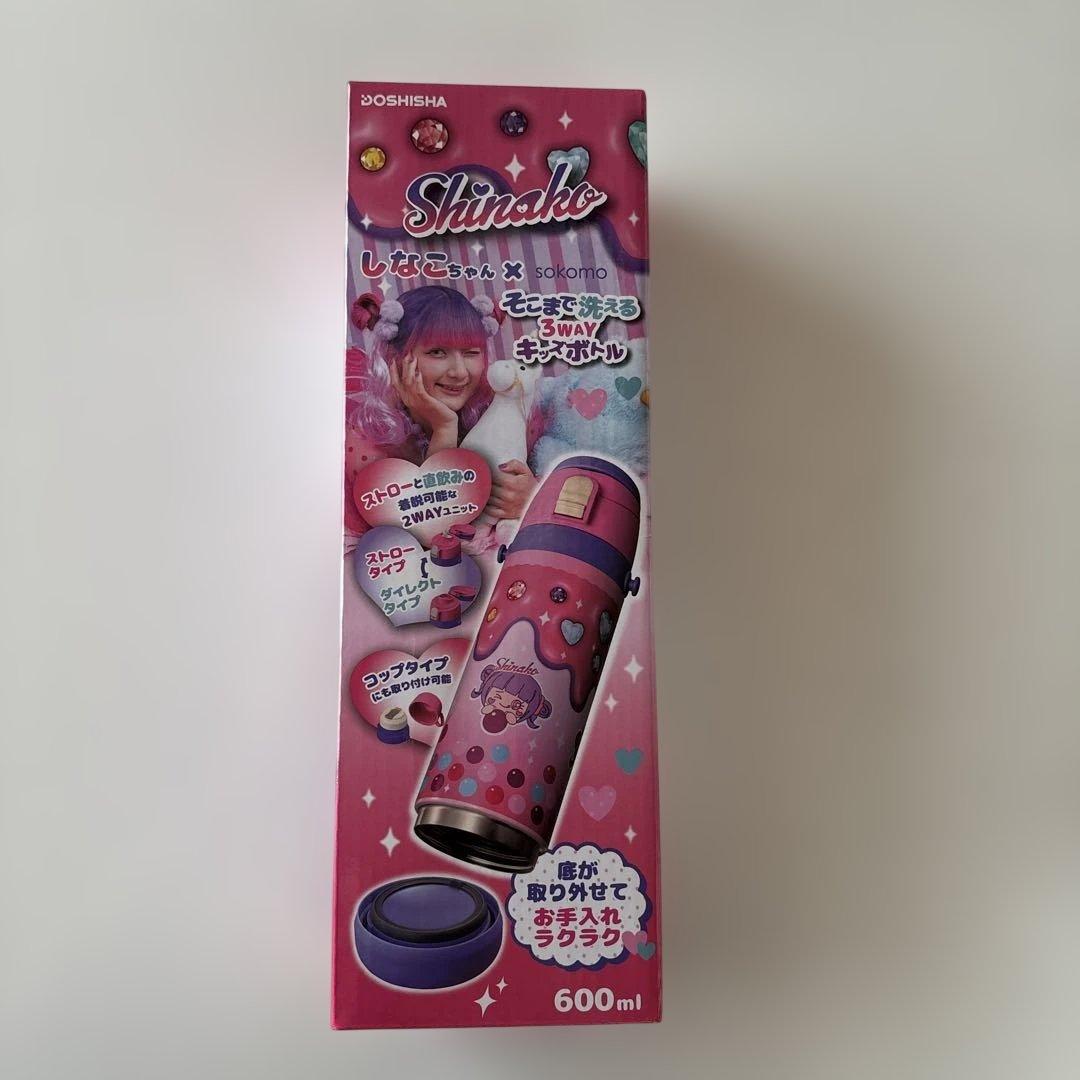 DOSHISHA
Shinako
しなこちゃん × sokomo
そこまで洗える
3WAY
キッズボトル
ストローと直飲みの
着脱可能な
2WAYユニット
ストロー
タイプ
ダイレクト
タイプ
コップタイプ
にも取り付け可能
Shinako
底が
取り外せて
お手入れ
ラクラク
600ml